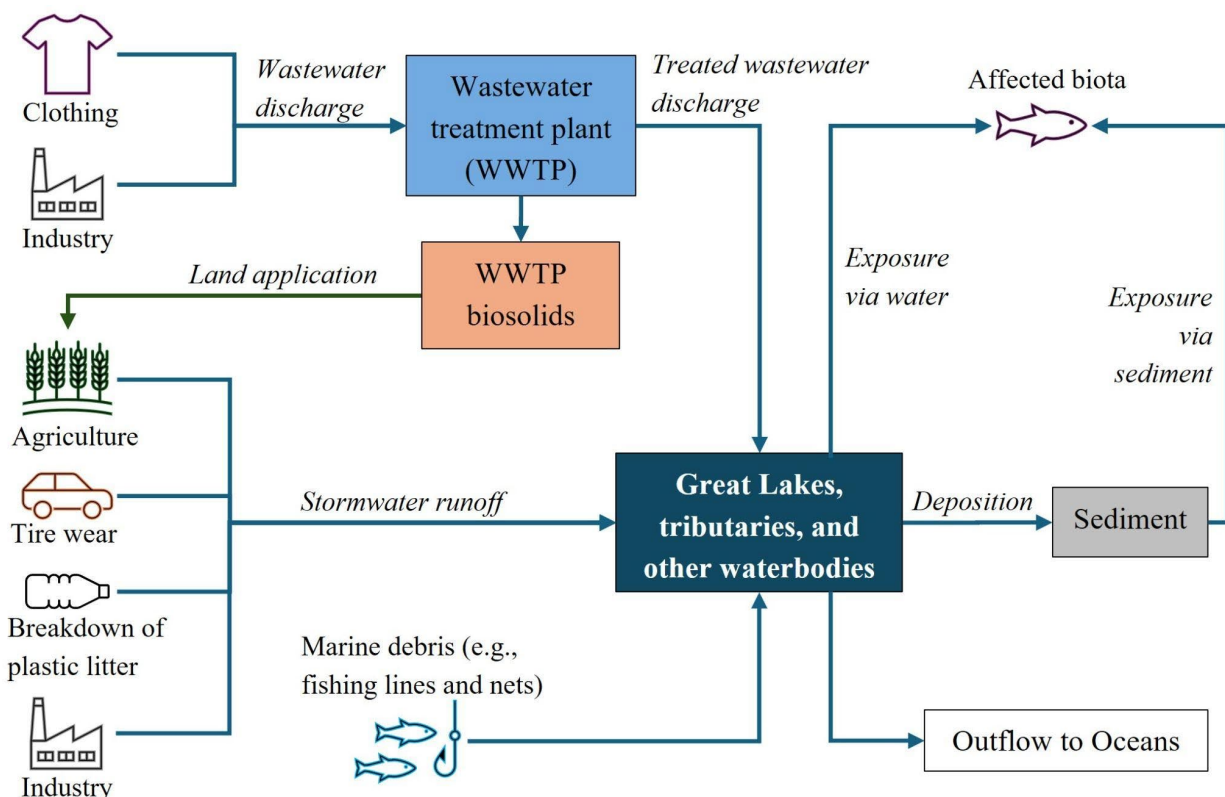 Clothing
Industry
Wastewater
discharge
Wastewater
treatment plant
(WWTP)
Treated wastewater
discharge
Affected biota
Land application
WWTP
biosolids
Exposure
via water
Exposure
via
sediment
Agriculture
Tire wear
Breakdown of
plastic litter
Industry
Stormwater runoff
Great Lakes,
tributaries, and
other waterbodies
Deposition
Sediment
Marine debris (e.g.,
fishing lines and nets)
Outflow to Oceans